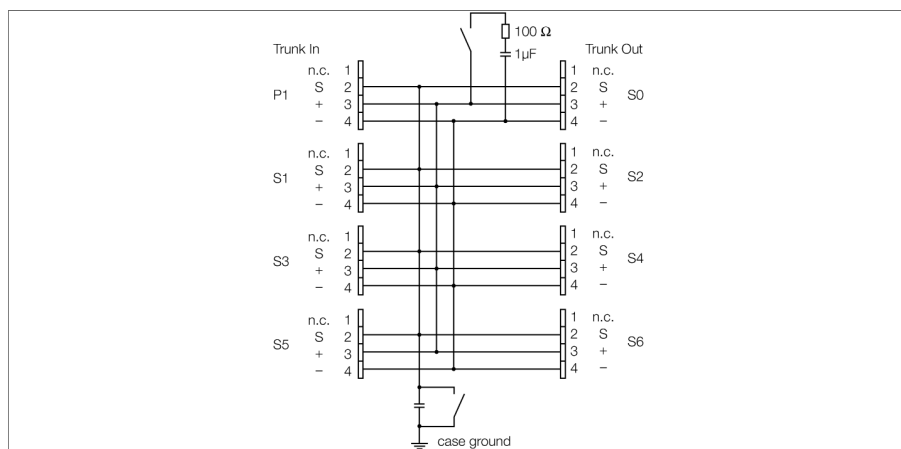 100 Ω
1µF
Trunk In
Trunk Out
n.c. 1
P1 S 2
+ 3
− 4
1 n.c.
2 S S0
3 +
4 −
n.c. 1
S1 S 2
+ 3
− 4
1 n.c.
2 S S2
3 +
4 −
n.c. 1
S3 S 2
+ 3
− 4
1 n.c.
2 S S4
3 +
4 −
n.c. 1
S5 S 2
+ 3
− 4
1 n.c.
2 S S6
3 +
4 −
case ground